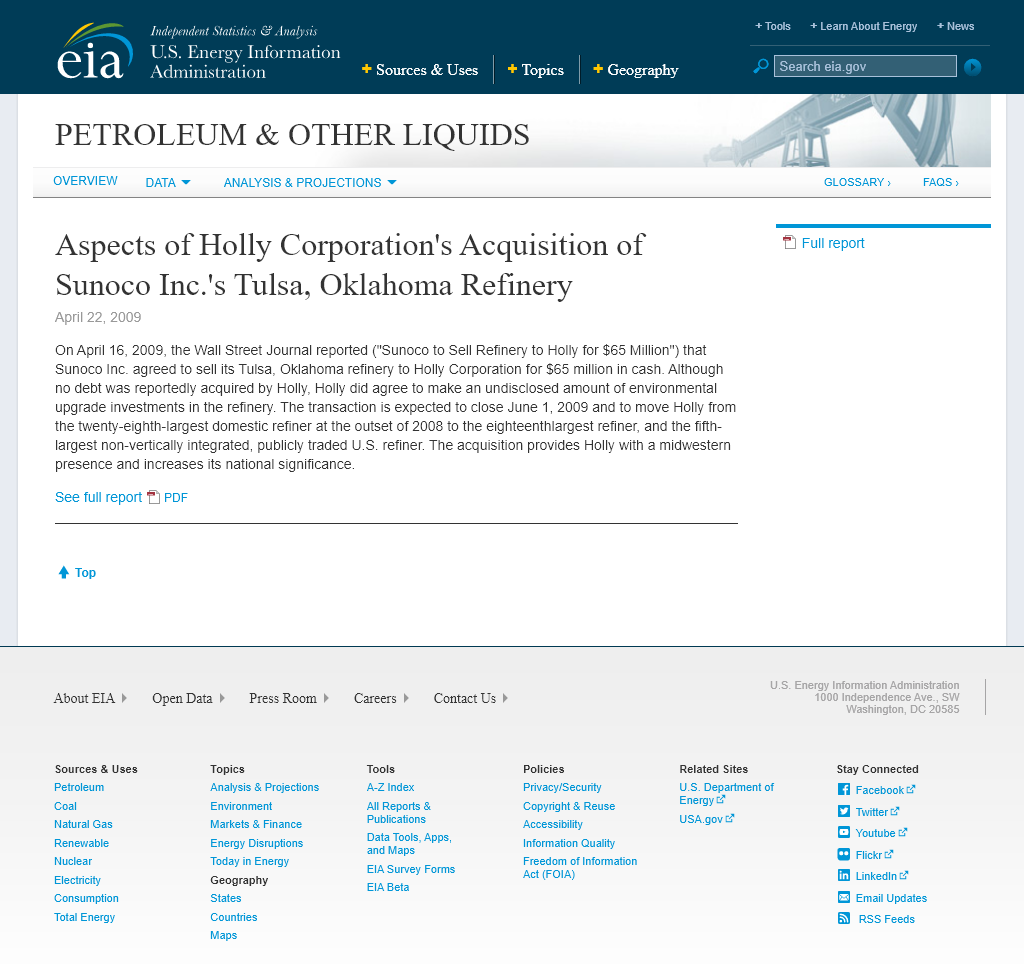 Independent Statistics & Analysis
U.S. Energy Information
Administration
eia
+ Sources & Uses
+ Topics
+ Geography
+ Tools
+ Learn About Energy
+ News
Search eia.gov
PETROLEUM & OTHER LIQUIDS
OVERVIEW
DATA
ANALYSIS & PROJECTIONS
GLOSSARY ›
FAQS ›
Aspects of Holly Corporation's Acquisition of
Sunoco Inc.'s Tulsa, Oklahoma Refinery
April 22, 2009
On April 16, 2009, the Wall Street Journal reported ("Sunoco to Sell Refinery to Holly for $65 Million") that
Sunoco Inc. agreed to sell its Tulsa, Oklahoma refinery to Holly Corporation for $65 million in cash. Although
no debt was reportedly acquired by Holly, Holly did agree to make an undisclosed amount of environmental
upgrade investments in the refinery. The transaction is expected to close June 1, 2009 and to move Holly from
the twenty-eighth-largest domestic refiner at the outset of 2008 to the eighteenthlargest refiner, and the fifth-
largest non-vertically integrated, publicly traded U.S. refiner. The acquisition provides Holly with a midwestern
presence and increases its national significance.
See full report PDF
Full report
Top
About EIA
Open Data
Press Room
Careers
Contact Us
U.S. Energy Information Administration
1000 Independence Ave., SW
Washington, DC 20585
Sources & Uses
Petroleum
Coal
Natural Gas
Renewable
Nuclear
Electricity
Consumption
Total Energy
Topics
Analysis & Projections
Environment
Markets & Finance
Energy Disruptions
Today in Energy
Geography
States
Countries
Maps
Tools
A-Z Index
All Reports &
Publications
Data Tools, Apps,
and Maps
EIA Survey Forms
EIA Beta
Policies
Privacy/Security
Copyright & Reuse
Accessibility
Information Quality
Freedom of Information
Act (FOIA)
Related Sites
U.S. Department of
Energy
USA.gov
Stay Connected
Facebook
Twitter
Youtube
Flickr
LinkedIn
Email Updates
RSS Feeds